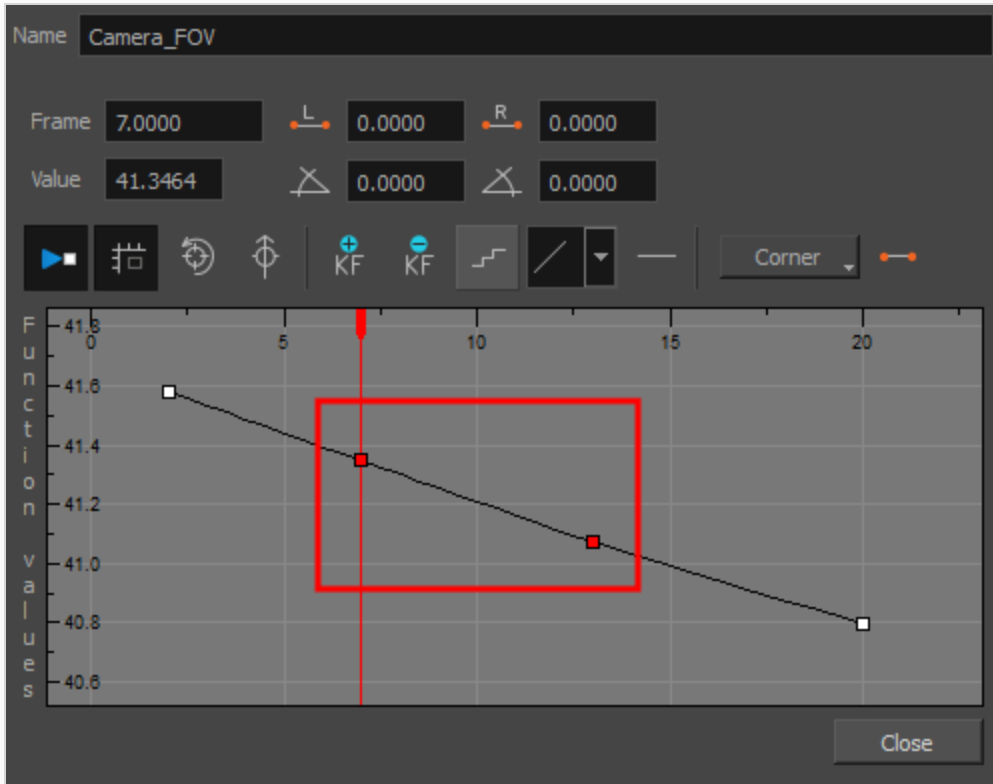 Name Camera_FOV
Frame 7.0000 L 0.0000 R 0.0000
Value 41.3464 0.0000 0.0000
KF KF Corner
Function values
41.8
0 5 10 15 20
41.6
41.4
41.2
41.0
40.8
40.6
Close